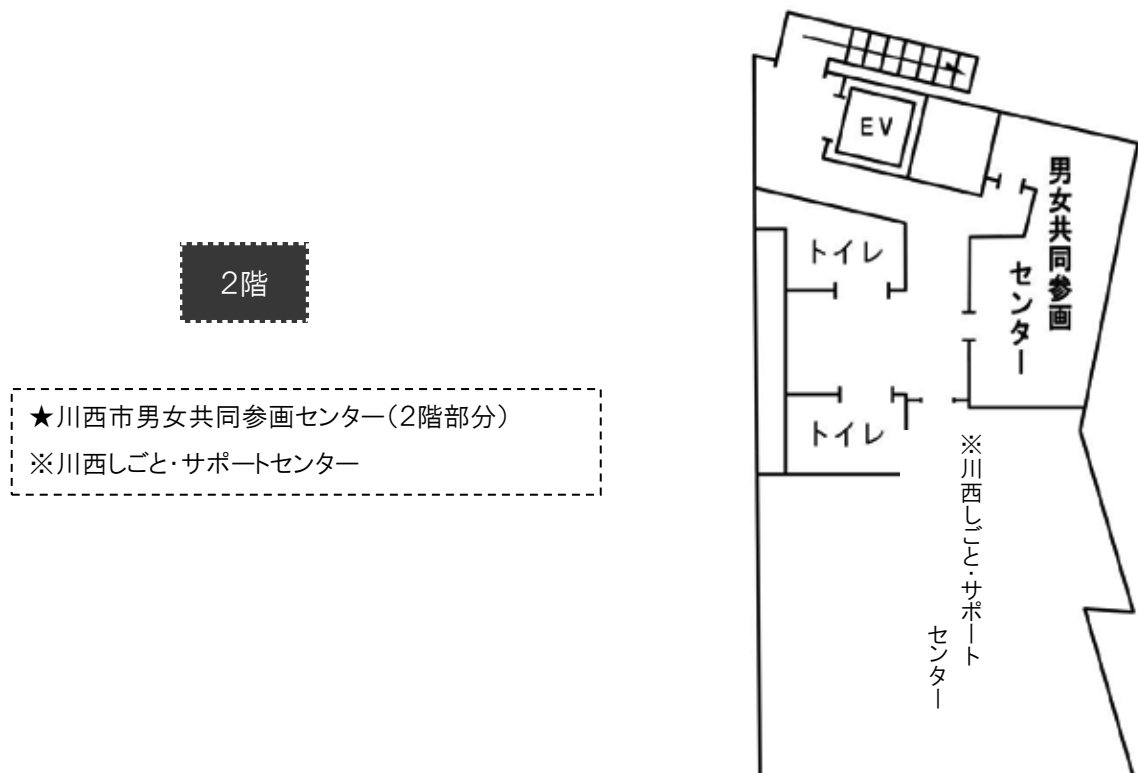 2階
★川西市男女共同参画センター(2階部分)
※川西しごと・サポートセンター
EV
男女共同参画
センター
トイレ
トイレ
※川西しごと・サポート
センター